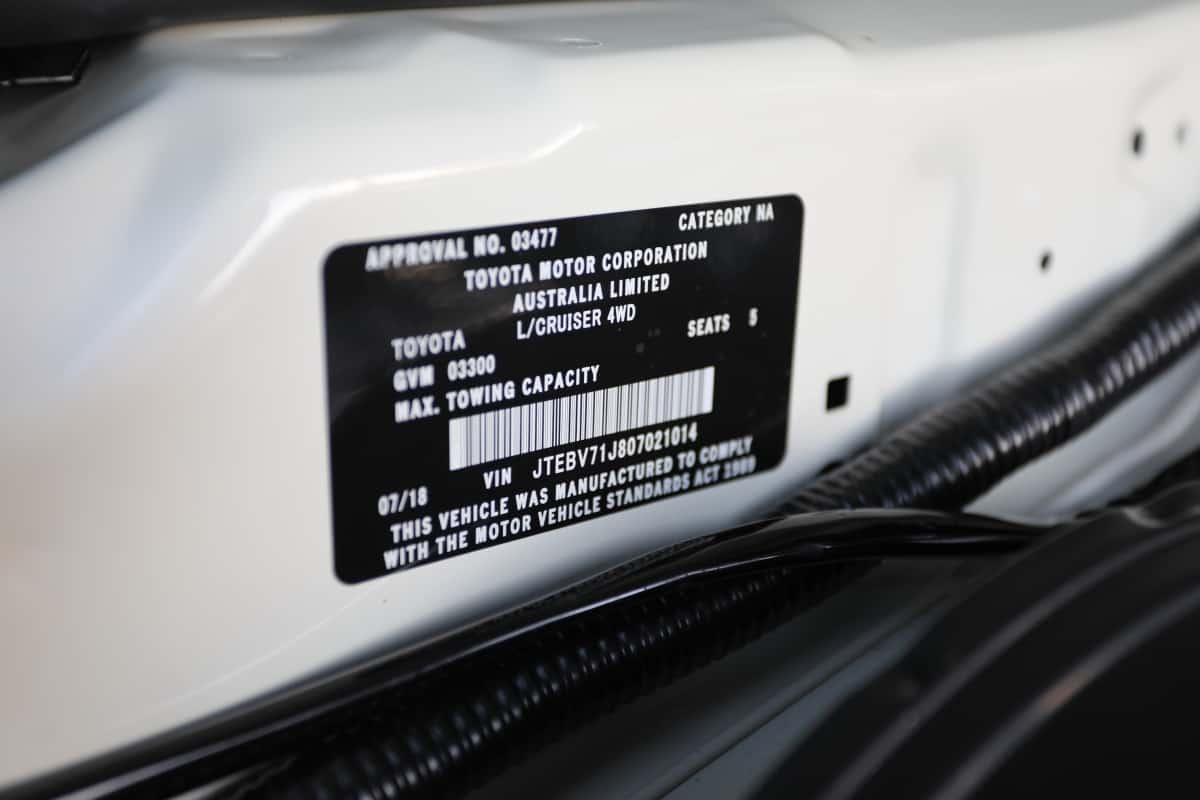 APPROVAL NO. 03477 CATEGORY NA
TOYOTA MOTOR CORPORATION
AUSTRALIA LIMITED
TOYOTA L/CRUISER 4WD
GVM 03300 SEATS 5
MAX. TOWING CAPACITY
VIN JTEBV71J807021014
07/18
THIS VEHICLE WAS MANUFACTURED TO COMPLY
WITH THE MOTOR VEHICLE STANDARDS ACT 1989